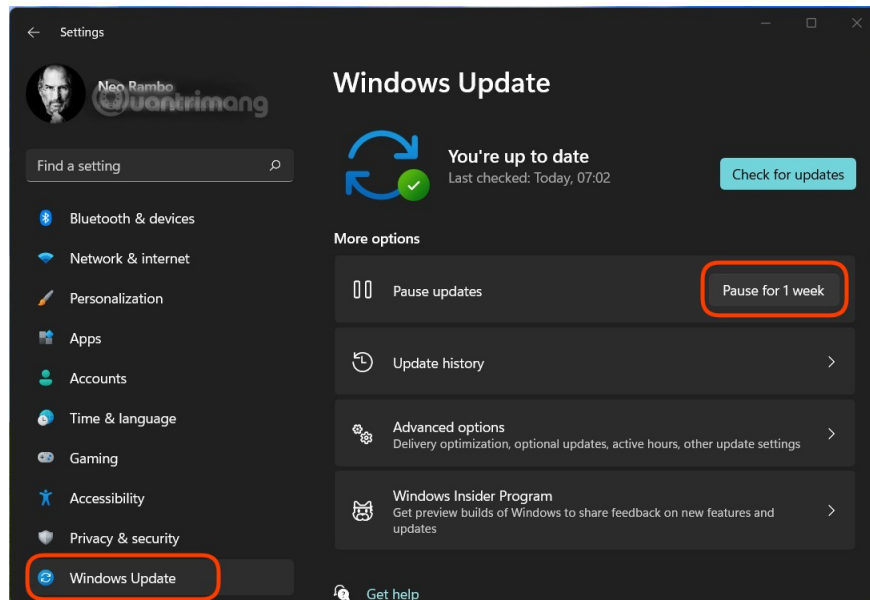 Settings
Neo Rambo
Quantrimang
Find a setting
Bluetooth & devices
Network & internet
Personalization
Apps
Accounts
Time & language
Gaming
Accessibility
Privacy & security
Windows Update
Windows Update
You're up to date
Last checked: Today, 07:02
Check for updates
More options
Pause updates
Pause for 1 week
Update history
Advanced options
Delivery optimization, optional updates, active hours, other update settings
Windows Insider Program
Get preview builds of Windows to share feedback on new features and
updates
Get help